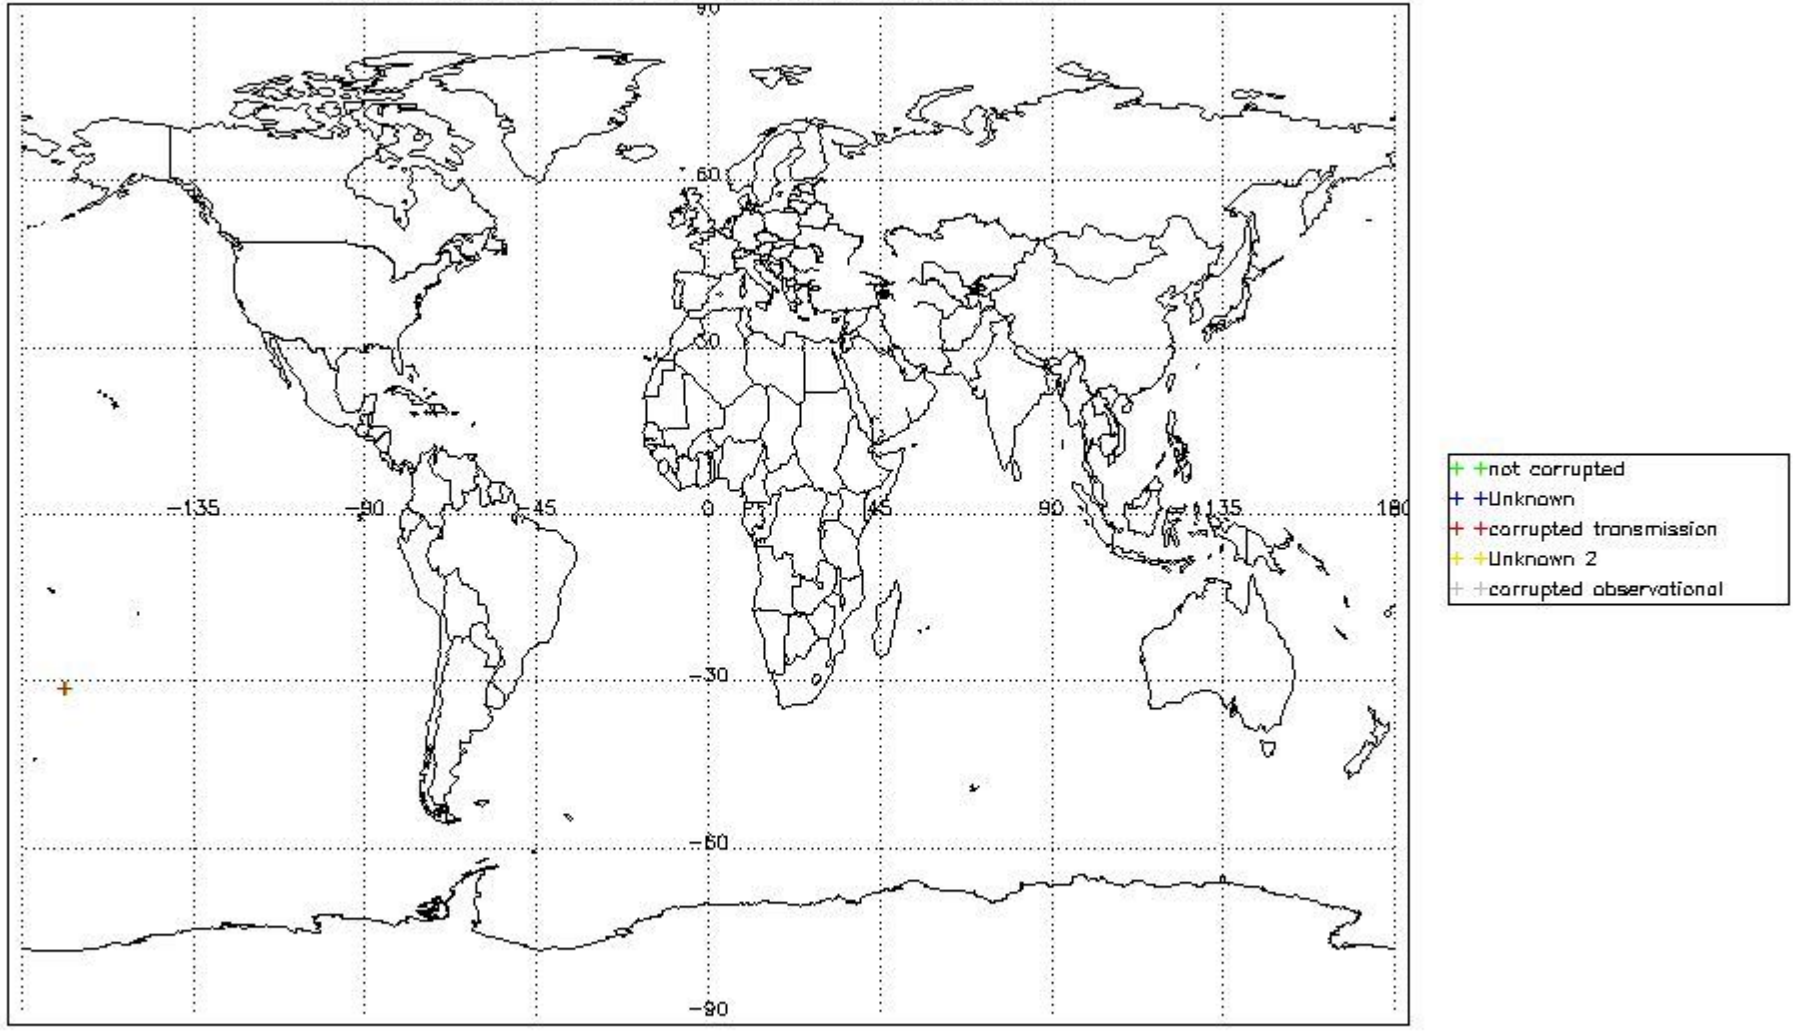 90
60
30
-135
-90
-45
0
45
90
135
180
-30
-60
-90
not corrupted
Unknown
corrupted transmission
Unknown 2
corrupted observational